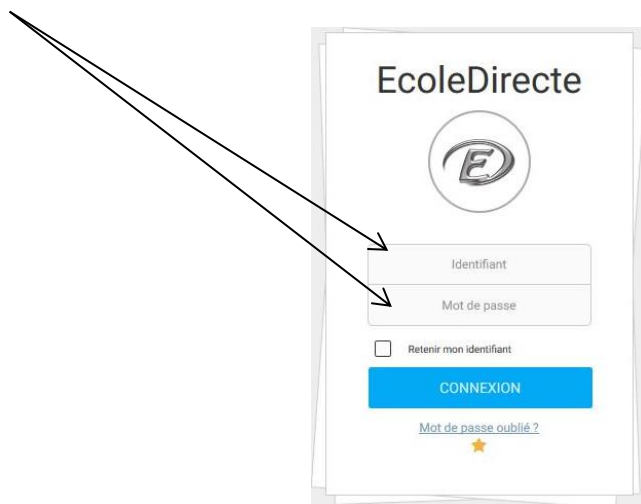 EcoleDirecte
E
Identifiant
Mot de passe
Retenir mon identifiant
CONNEXION
Mot de passe oublié ?